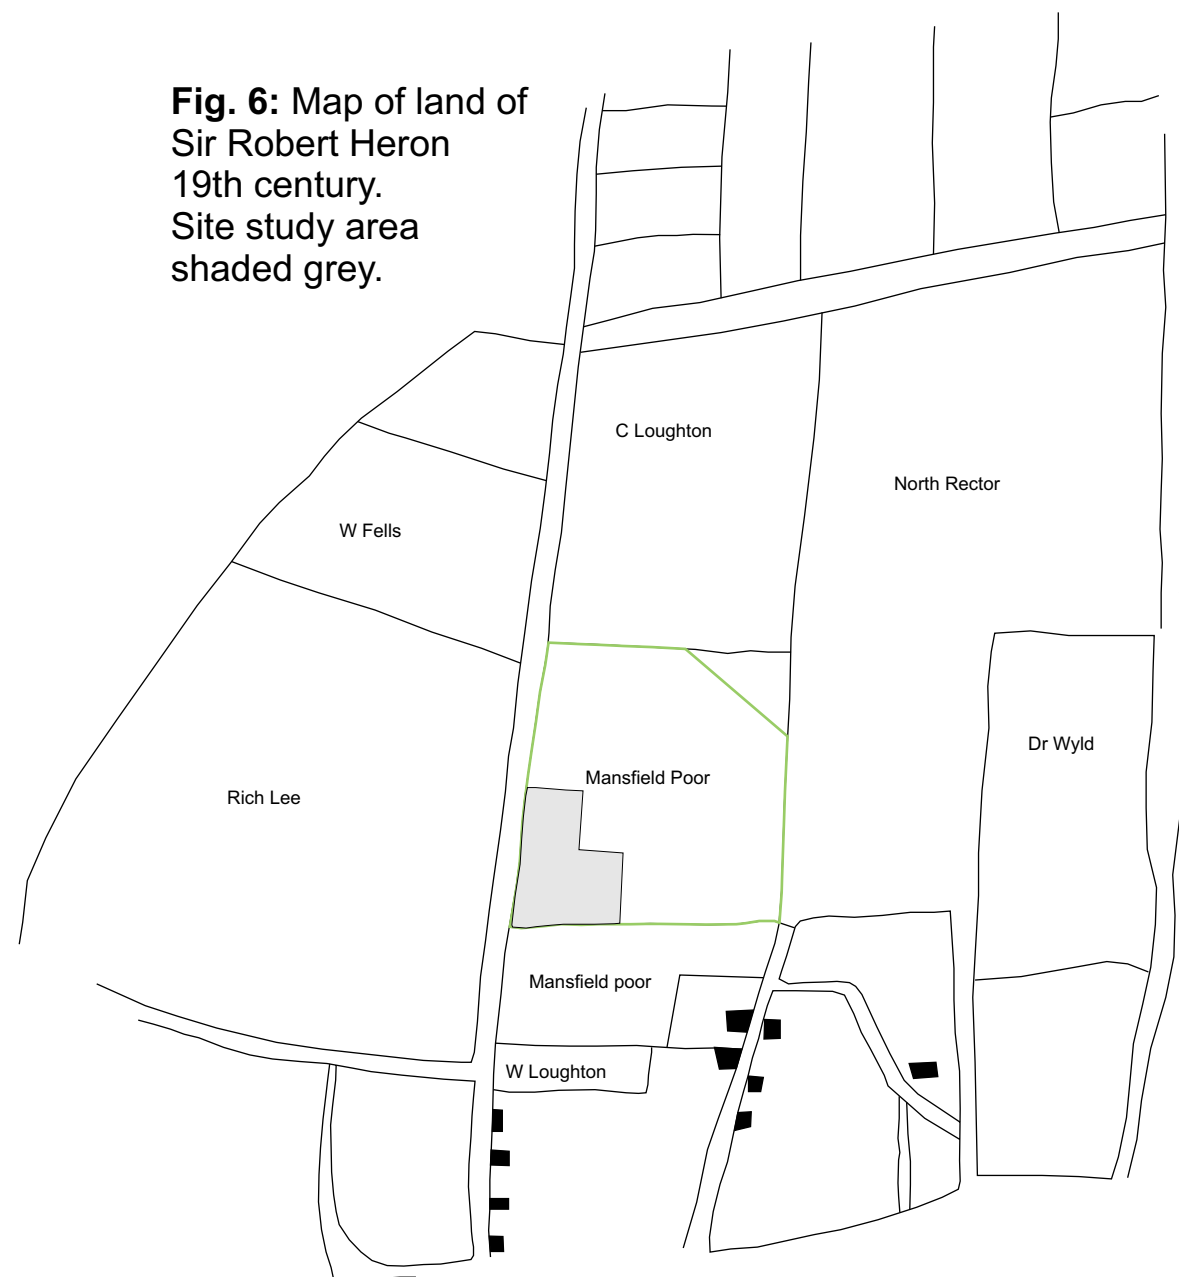 Fig. 6: Map of land of
Sir Robert Heron
19th century.
Site study area
shaded grey.
C Loughton
North Rector
W Fells
Dr Wyld
Mansfield Poor
Rich Lee
Mansfield poor
W Loughton